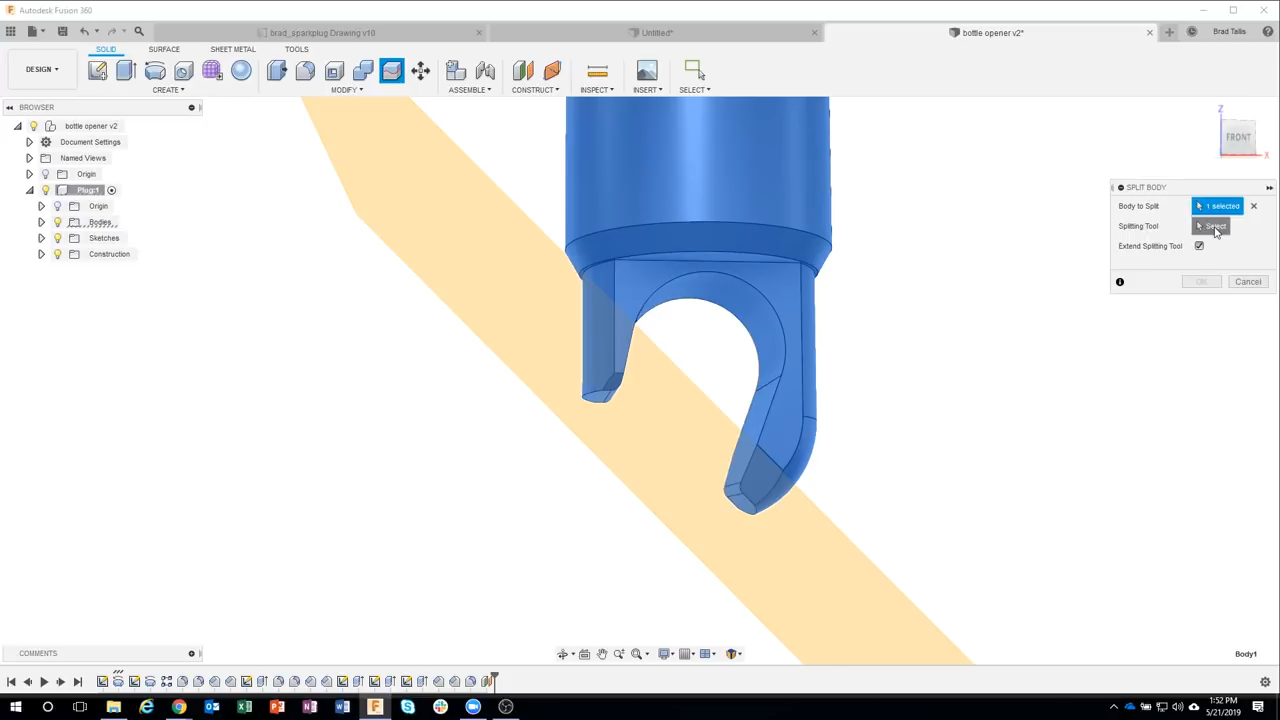 Autodesk Fusion 360
brad_sparkplug Drawing v10
Untitled*
bottle opener v2*
Brad Tallis
SOLID
SURFACE
SHEET METAL
TOOLS
DESIGN
CREATE
MODIFY
ASSEMBLE
CONSTRUCT
INSPECT
INSERT
SELECT
BROWSER
bottle opener v2
Document Settings
Named Views
Origin
Plug:1
Origin
Bodies
Sketches
Construction
Z
FRONT
X
SPLIT BODY
Body to Split
1 selected
Splitting Tool
Select
Extend Splitting Tool
OK
Cancel
COMMENTS
Body1
1:52 PM
5/21/2019